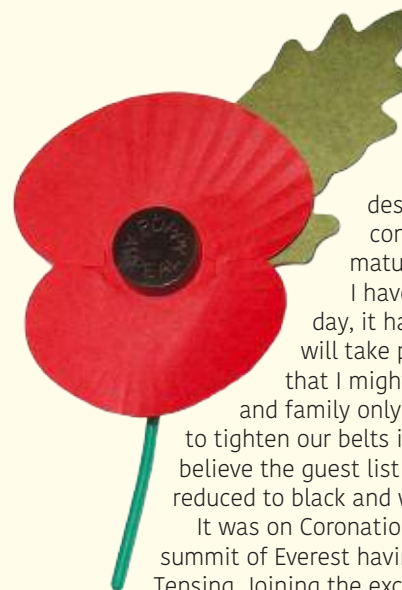 POPPY
APPEAL
des
con
matu
I have
day, it ha
will take p
that I might
and family only
to tighten our belts i
believe the guest list
reduced to black and w
It was on Coronatio
summit of Everest havin
Tensing. Joining the exc